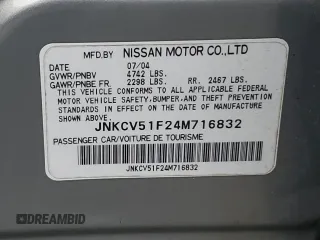 MFD.BY NISSAN MOTOR CO.,LTD
07/04
GVWR/PNBV 4742 LBS.
GAWR/PNBE FR. 2298 LBS. RR. 2467 LBS.
THIS VEHICLE CONFORMS TO ALL APPLICABLE FEDERAL
MOTOR VEHICLE SAFETY,BUMPER,AND THEFT PREVENTION
STANDARDS IN EFFECT ON THE DATE OF
MANUFACTURE SHOWN ABOVE.
JNKCV51F24M716832
PASSENGER CAR/VOITURE DE TOURISME
JNKCV51F24M716832
DREAMBID